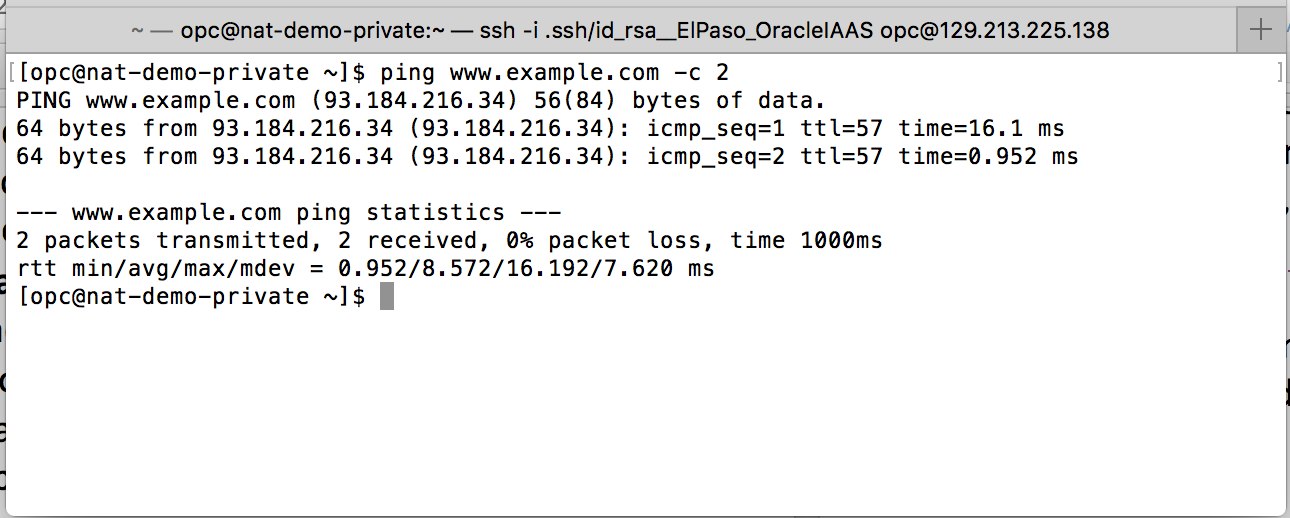 ~ — opc@nat-demo-private:~ — ssh -i .ssh/id_rsa__ElPaso_OracleIAAS opc@129.213.225.138
[[opc@nat-demo-private ~]$ ping www.example.com -c 2 ]
PING www.example.com (93.184.216.34) 56(84) bytes of data.
64 bytes from 93.184.216.34 (93.184.216.34): icmp_seq=1 ttl=57 time=16.1 ms
64 bytes from 93.184.216.34 (93.184.216.34): icmp_seq=2 ttl=57 time=0.952 ms
--- www.example.com ping statistics ---
2 packets transmitted, 2 received, 0% packet loss, time 1000ms
rtt min/avg/max/mdev = 0.952/8.572/16.192/7.620 ms
[opc@nat-demo-private ~]$